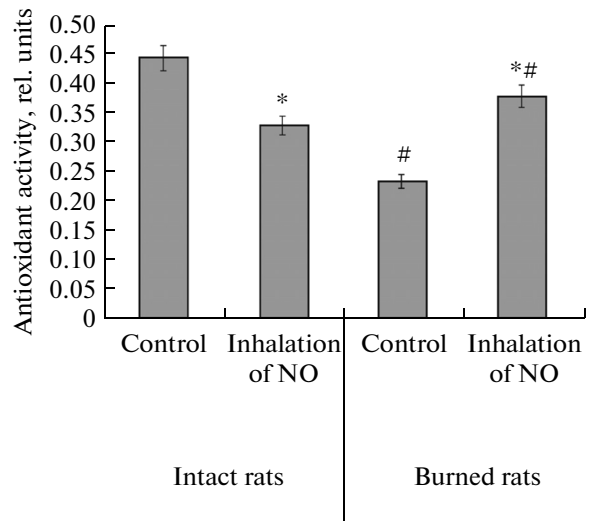 Antioxidant activity, rel. units
0.50
0.45
0.40
0.35
0.30
0.25
0.20
0.15
0.10
0.05
0
*
#
*#
Control
Inhalation
of NO
Control
Inhalation
of NO
Intact rats
Burned rats